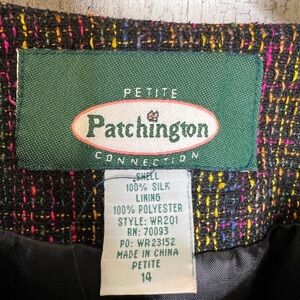 PETITE
Patchington
CONNECTION
SHELL
100% SILK
LINING
100% POLYESTER
STYLE: WR201
RN: 70093
PO: WR23152
MADE IN CHINA
PETITE
14